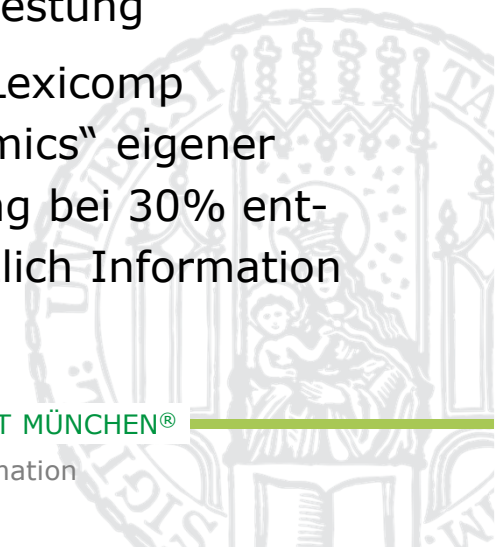 estung
Lexicomp
mics“ eigener
ng bei 30% ent-
lich Information
T MÜNCHEN®
nation